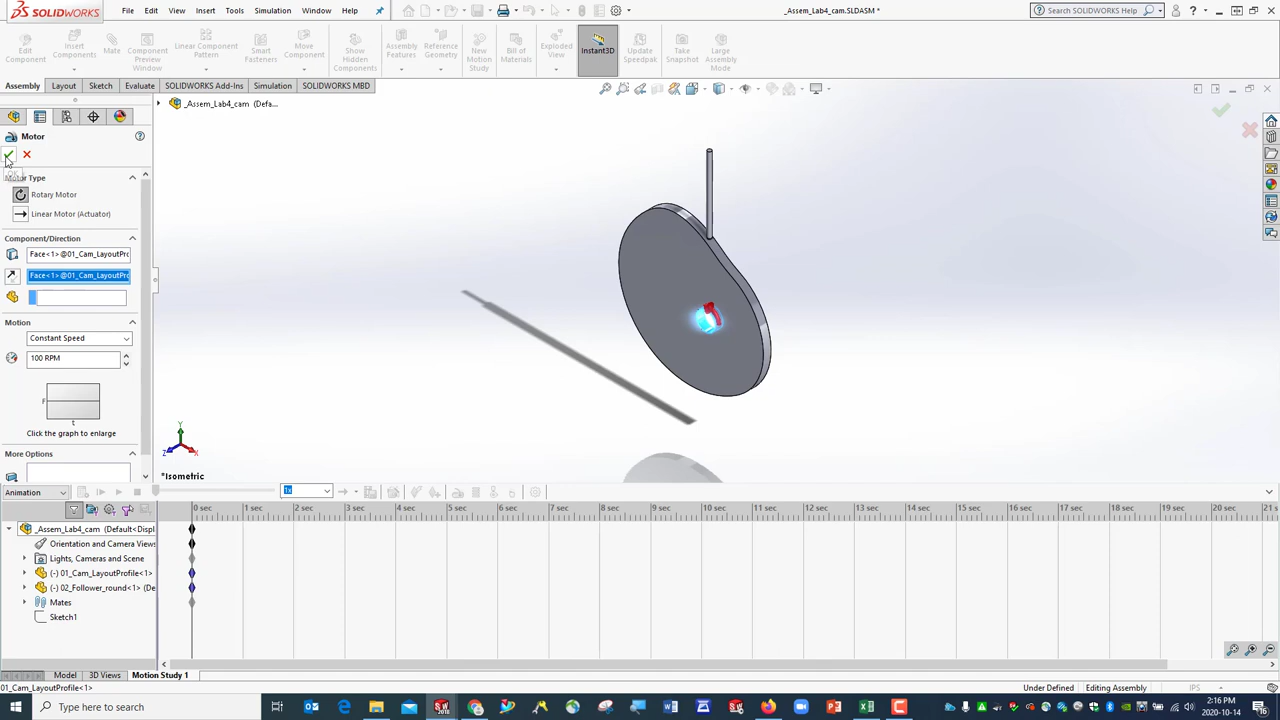 SOLIDWORKS File Edit View Insert Tools Simulation Window Help _Assem_Lab4_cam.SLDASM * Search SOLIDWORKS Help
Edit Component Insert Components Mate Component Preview Window Linear Component Pattern Smart Fasteners Move Component Show Hidden Components Assembly Features Reference Geometry New Motion Study Bill of Materials Exploded View Instant3D Update Speedpak Take Snapshot Large Assembly Mode
Assembly Layout Sketch Evaluate SOLIDWORKS Add-Ins Simulation SOLIDWORKS MBD
_Assem_Lab4_cam (Defa...
Motor
Motor Type
Rotary Motor
Linear Motor (Actuator)
Component/Direction
Face<1>@01_Cam_LayoutPro
Face<1>@01_Cam_LayoutPro
Motion
Constant Speed
100 RPM
F
t
Click the graph to enlarge
More Options
*Isometric
Y
Z X
Animation 1x
0 sec 1 sec 2 sec 3 sec 4 sec 5 sec 6 sec 7 sec 8 sec 9 sec 10 sec 11 sec 12 sec 13 sec 14 sec 15 sec 16 sec 17 sec 18 sec 19 sec 20 sec 21 s
_Assem_Lab4_cam (Default<Displ
Orientation and Camera Views
Lights, Cameras and Scene
(-) 01_Cam_LayoutProfile<1>
(-) 02_Follower_round<1> (De
Mates
Sketch1
Model 3D Views Motion Study 1
01_Cam_LayoutProfile<1> Under Defined Editing Assembly IPS
Type here to search 2:16 PM
2020-10-14